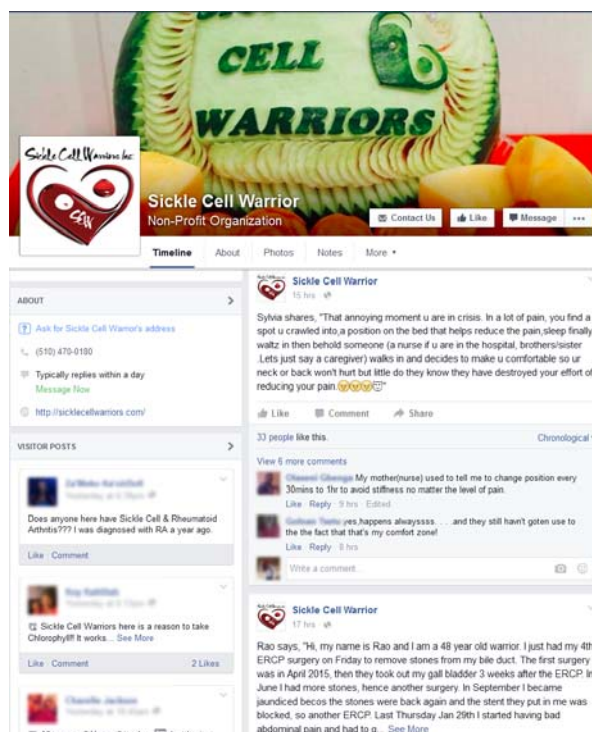 CELL
WARRIORS
Sickle Cell Warriors Inc
SCW
Sickle Cell Warrior
Non-Profit Organization
Contact Us
Like
Message
Timeline
About
Photos
Notes
More
ABOUT
Ask for Sickle Cell Warrior's address
(510) 470-0180
Typically replies within a day
Message Now
http://sicklecellwarriors.com/
VISITOR POSTS
Does anyone here have Sickle Cell & Rheumatoid
Arthritis??? I was diagnosed with RA a year ago.
Like · Comment
Sickle Cell Warriors here is a reason to take
Chlorophyll!! It works... See More
Like · Comment
2 Likes
Sickle Cell Warrior
15 hrs
Sylvia shares, "That annoying moment u are in crisis. In a lot of pain, you find a
spot u crawled into,a position on the bed that helps reduce the pain,sleep finally
waltz in then behold someone (a nurse if u are in the hospital, brothers/sister
.Lets just say a caregiver) walks in and decides to make u comfortable so ur
neck or back won't hurt but little do they know they have destroyed your effort of
reducing your pain. "
Like
Comment
Share
33 people like this.
Chronological
View 6 more comments
My mother(nurse) used to tell me to change position every
30mins to 1hr to avoid stiffness no matter the level of pain.
Like · Reply · 9 hrs · Edited
yes,happens alwayssss. . . .and they still havn't goten use to
the the fact that that's my comfort zone!
Like · Reply · 8 hrs
Write a comment...
Sickle Cell Warrior
17 hrs
Rao says, "Hi, my name is Rao and I am a 48 year old warrior. I just had my 4th
ERCP surgery on Friday to remove stones from my bile duct. The first surgery
was in April 2015, then they took out my gall bladder 3 weeks after the ERCP. In
June I had more stones, hence another surgery. In September I became
jaundiced becos the stones were back again and the stent they put in me was
blocked, so another ERCP. Last Thursday Jan 29th I started having bad
abdominal pain and had to g... See More